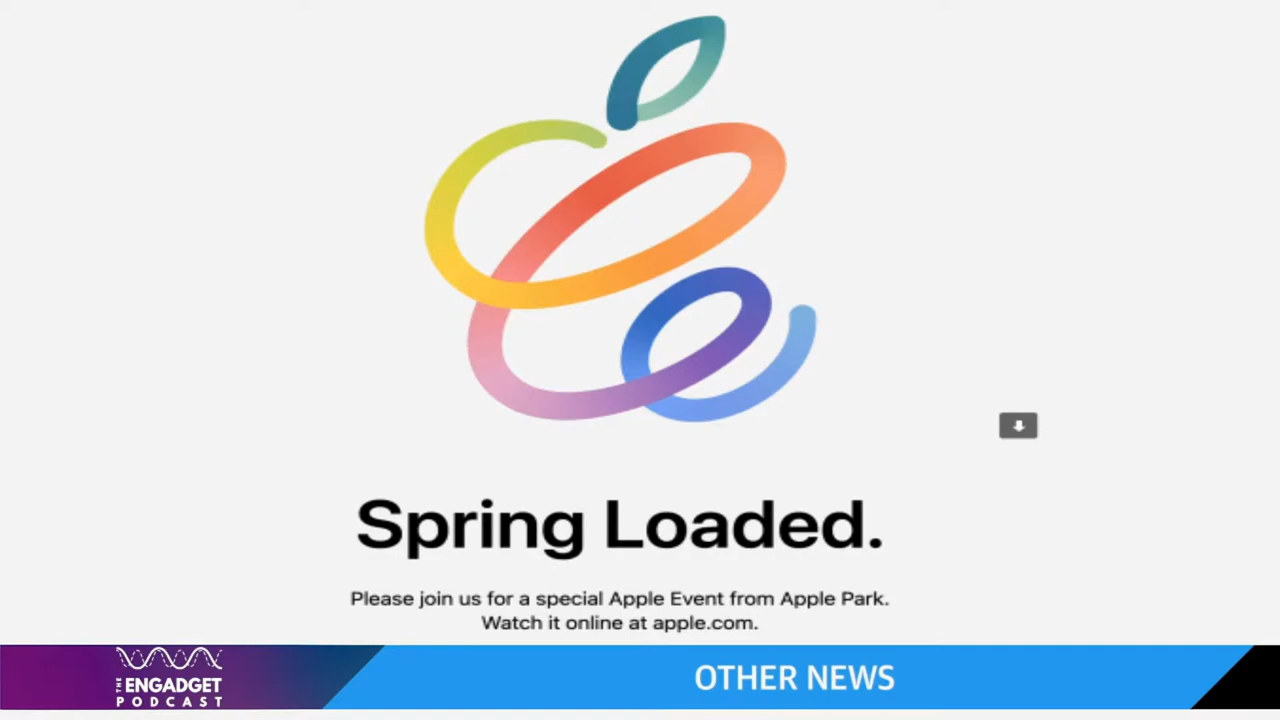 Spring Loaded.
Please join us for a special Apple Event from Apple Park.
Watch it online at apple.com.
THE
ENGADGET
PODCAST
OTHER NEWS